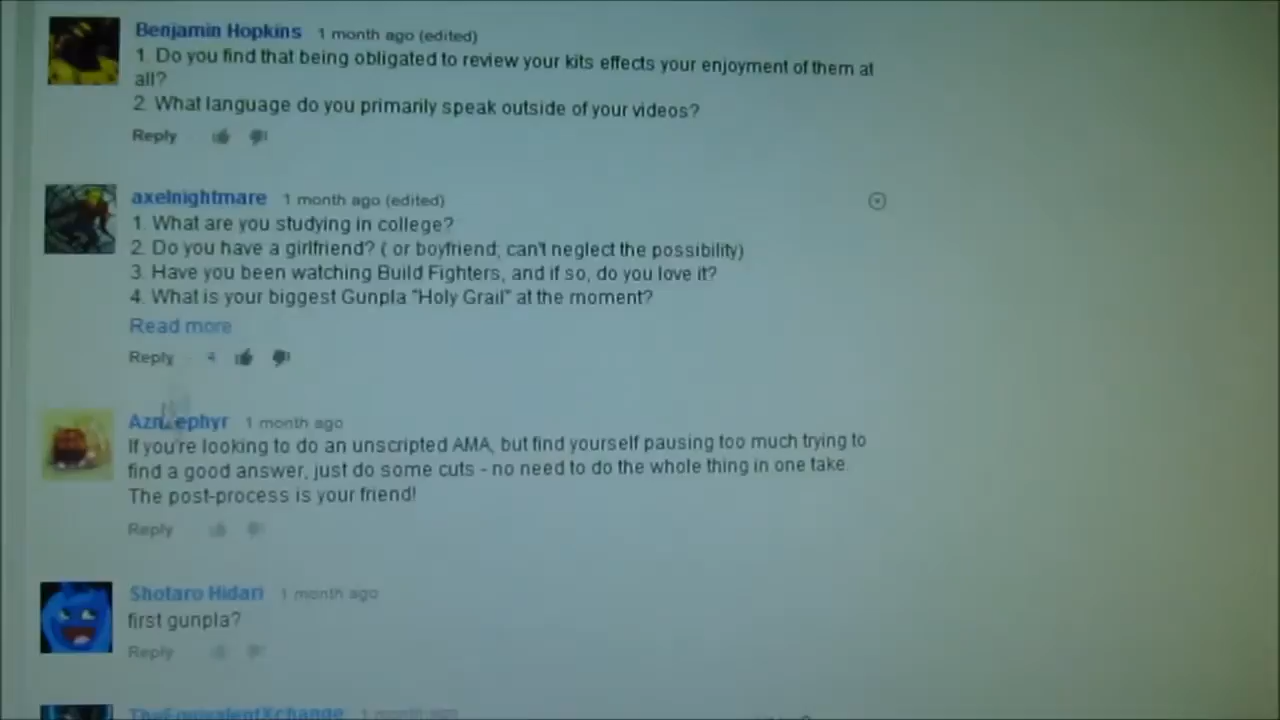 Benjamin Hopkins 1 month ago (edited)
1. Do you find that being obligated to review your kits effects your enjoyment of them at
all?
2. What language do you primarily speak outside of your videos?
Reply
axelnightmare 1 month ago (edited)
1. What are you studying in college?
2. Do you have a girlfriend? ( or boyfriend; can't neglect the possibility)
3. Have you been watching Build Fighters, and if so, do you love it?
4. What is your biggest Gunpla "Holy Grail" at the moment?
Read more
Reply 4
1 month ago
If you're looking to do an unscripted AMA, but find yourself pausing too much trying to
find a good answer, just do some cuts - no need to do the whole thing in one take.
The post-process is your friend!
Reply
Shotaro Hidari 1 month ago
first gunpla?
Reply
TheEquivalentXchange 1 month ago